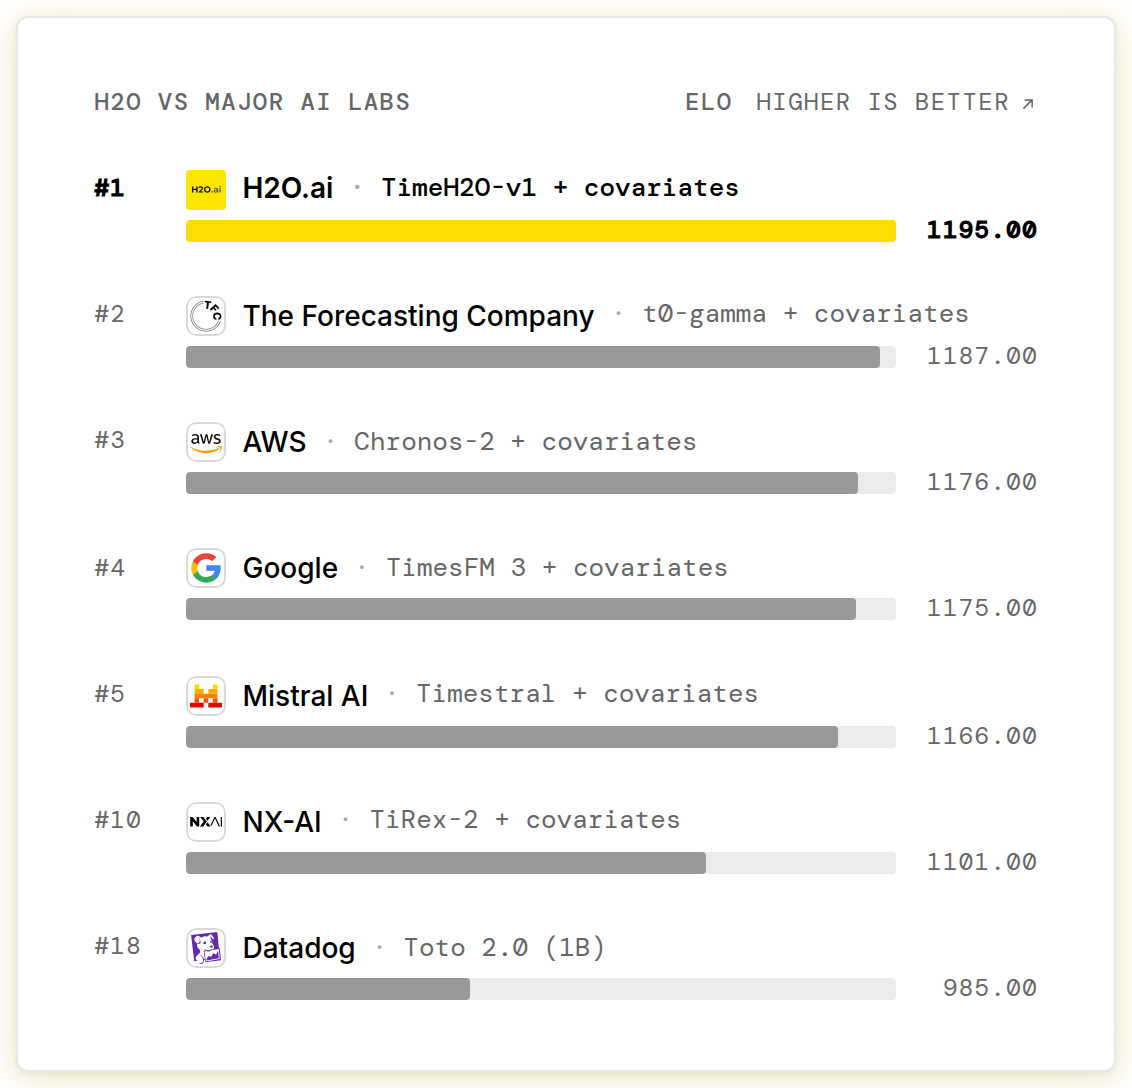 H2O VS MAJOR AI LABS ELO HIGHER IS BETTER ↗
#1 H2O.ai H2O.ai · TimeH2O-v1 + covariates
1195.00
#2 TFC The Forecasting Company · t0-gamma + covariates
1187.00
#3 aws AWS · Chronos-2 + covariates
1176.00
#4 G Google · TimesFM 3 + covariates
1175.00
#5 Mistral AI · Timestral + covariates
1166.00
#10 NXAI NX-AI · TiRex-2 + covariates
1101.00
#18 Datadog · Toto 2.0 (1B)
985.00